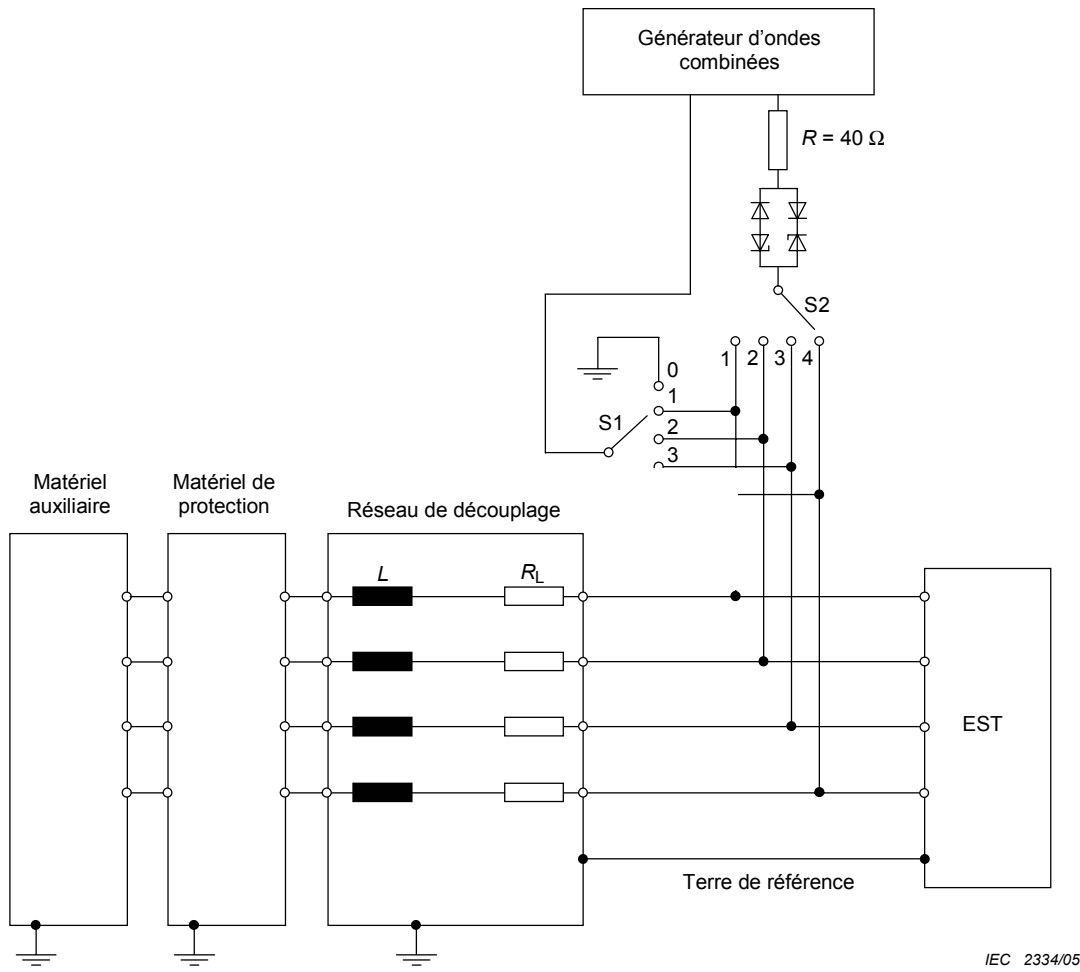 Générateur d'ondes
combinées
R = 40 Ω
S2
1 2 3 4
0
1
S1
2
3
Matériel
auxiliaire
Matériel de
protection
Réseau de découplage
L
RL
EST
Terre de référence
IEC 2334/05